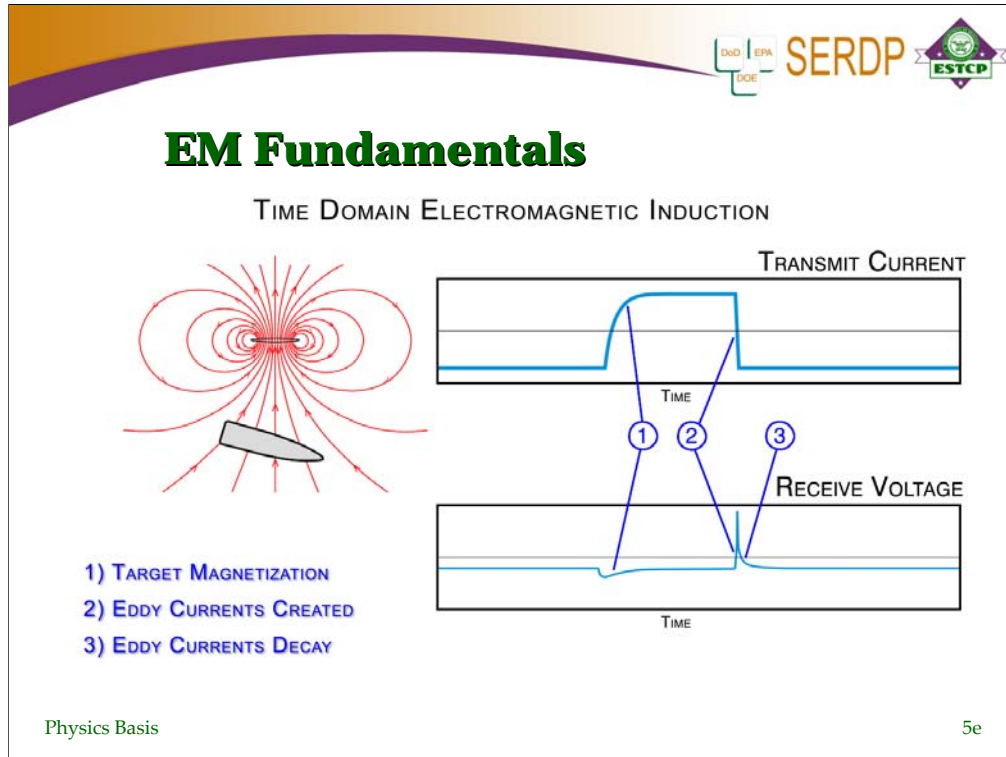 DoD EPA
DOE
SERDP
ESTCP
EM Fundamentals
TIME DOMAIN ELECTROMAGNETIC INDUCTION
TRANSMIT CURRENT
TIME
1 2 3
RECEIVE VOLTAGE
TIME
1) TARGET MAGNETIZATION
2) EDDY CURRENTS CREATED
3) EDDY CURRENTS DECAY
Physics Basis 5e